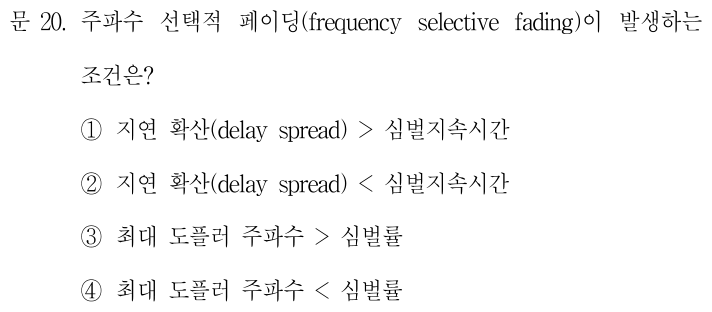 문 20. 주파수 선택적 페이딩(frequency selective fading)이 발생하는
조건은?
① 지연 확산(delay spread) > 심벌지속시간
② 지연 확산(delay spread) < 심벌지속시간
③ 최대 도플러 주파수 > 심벌률
④ 최대 도플러 주파수 < 심벌률